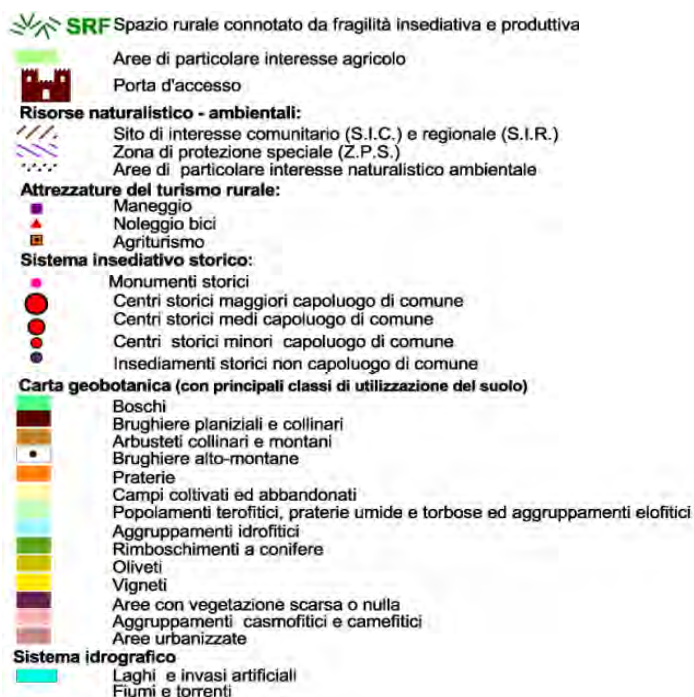 SRF Spazio rurale connotato da fragilità insediativa e produttiva
Aree di particolare interesse agricolo
Porta d'accesso
Risorse naturalistico - ambientali:
Sito di interesse comunitario (S.I.C.) e regionale (S.I.R.)
Zona di protezione speciale (Z.P.S.)
Aree di particolare interesse naturalistico ambientale
Attrezzature del turismo rurale:
Maneggio
Noleggio bici
Agriturismo
Sistema insediativo storico:
Monumenti storici
Centri storici maggiori capoluogo di comune
Centri storici medi capoluogo di comune
Centri storici minori capoluogo di comune
Insediamenti storici non capoluogo di comune
Carta geobotanica (con principali classi di utilizzazione del suolo)
Boschi
Brughiere planiziali e collinari
Arbusteti collinari e montani
Brughiere alto-montane
Praterie
Campi coltivati ed abbandonati
Popolamenti terofitici, praterie umide e torbose ed aggruppamenti elofitici
Aggruppamenti idrofitici
Rimboschimenti a conifere
Oliveti
Vigneti
Aree con vegetazione scarsa o nulla
Aggruppamenti casmofitici e camefitici
Aree urbanizzate
Sistema idrografico
Laghi e invasi artificiali
Fiumi e torrenti